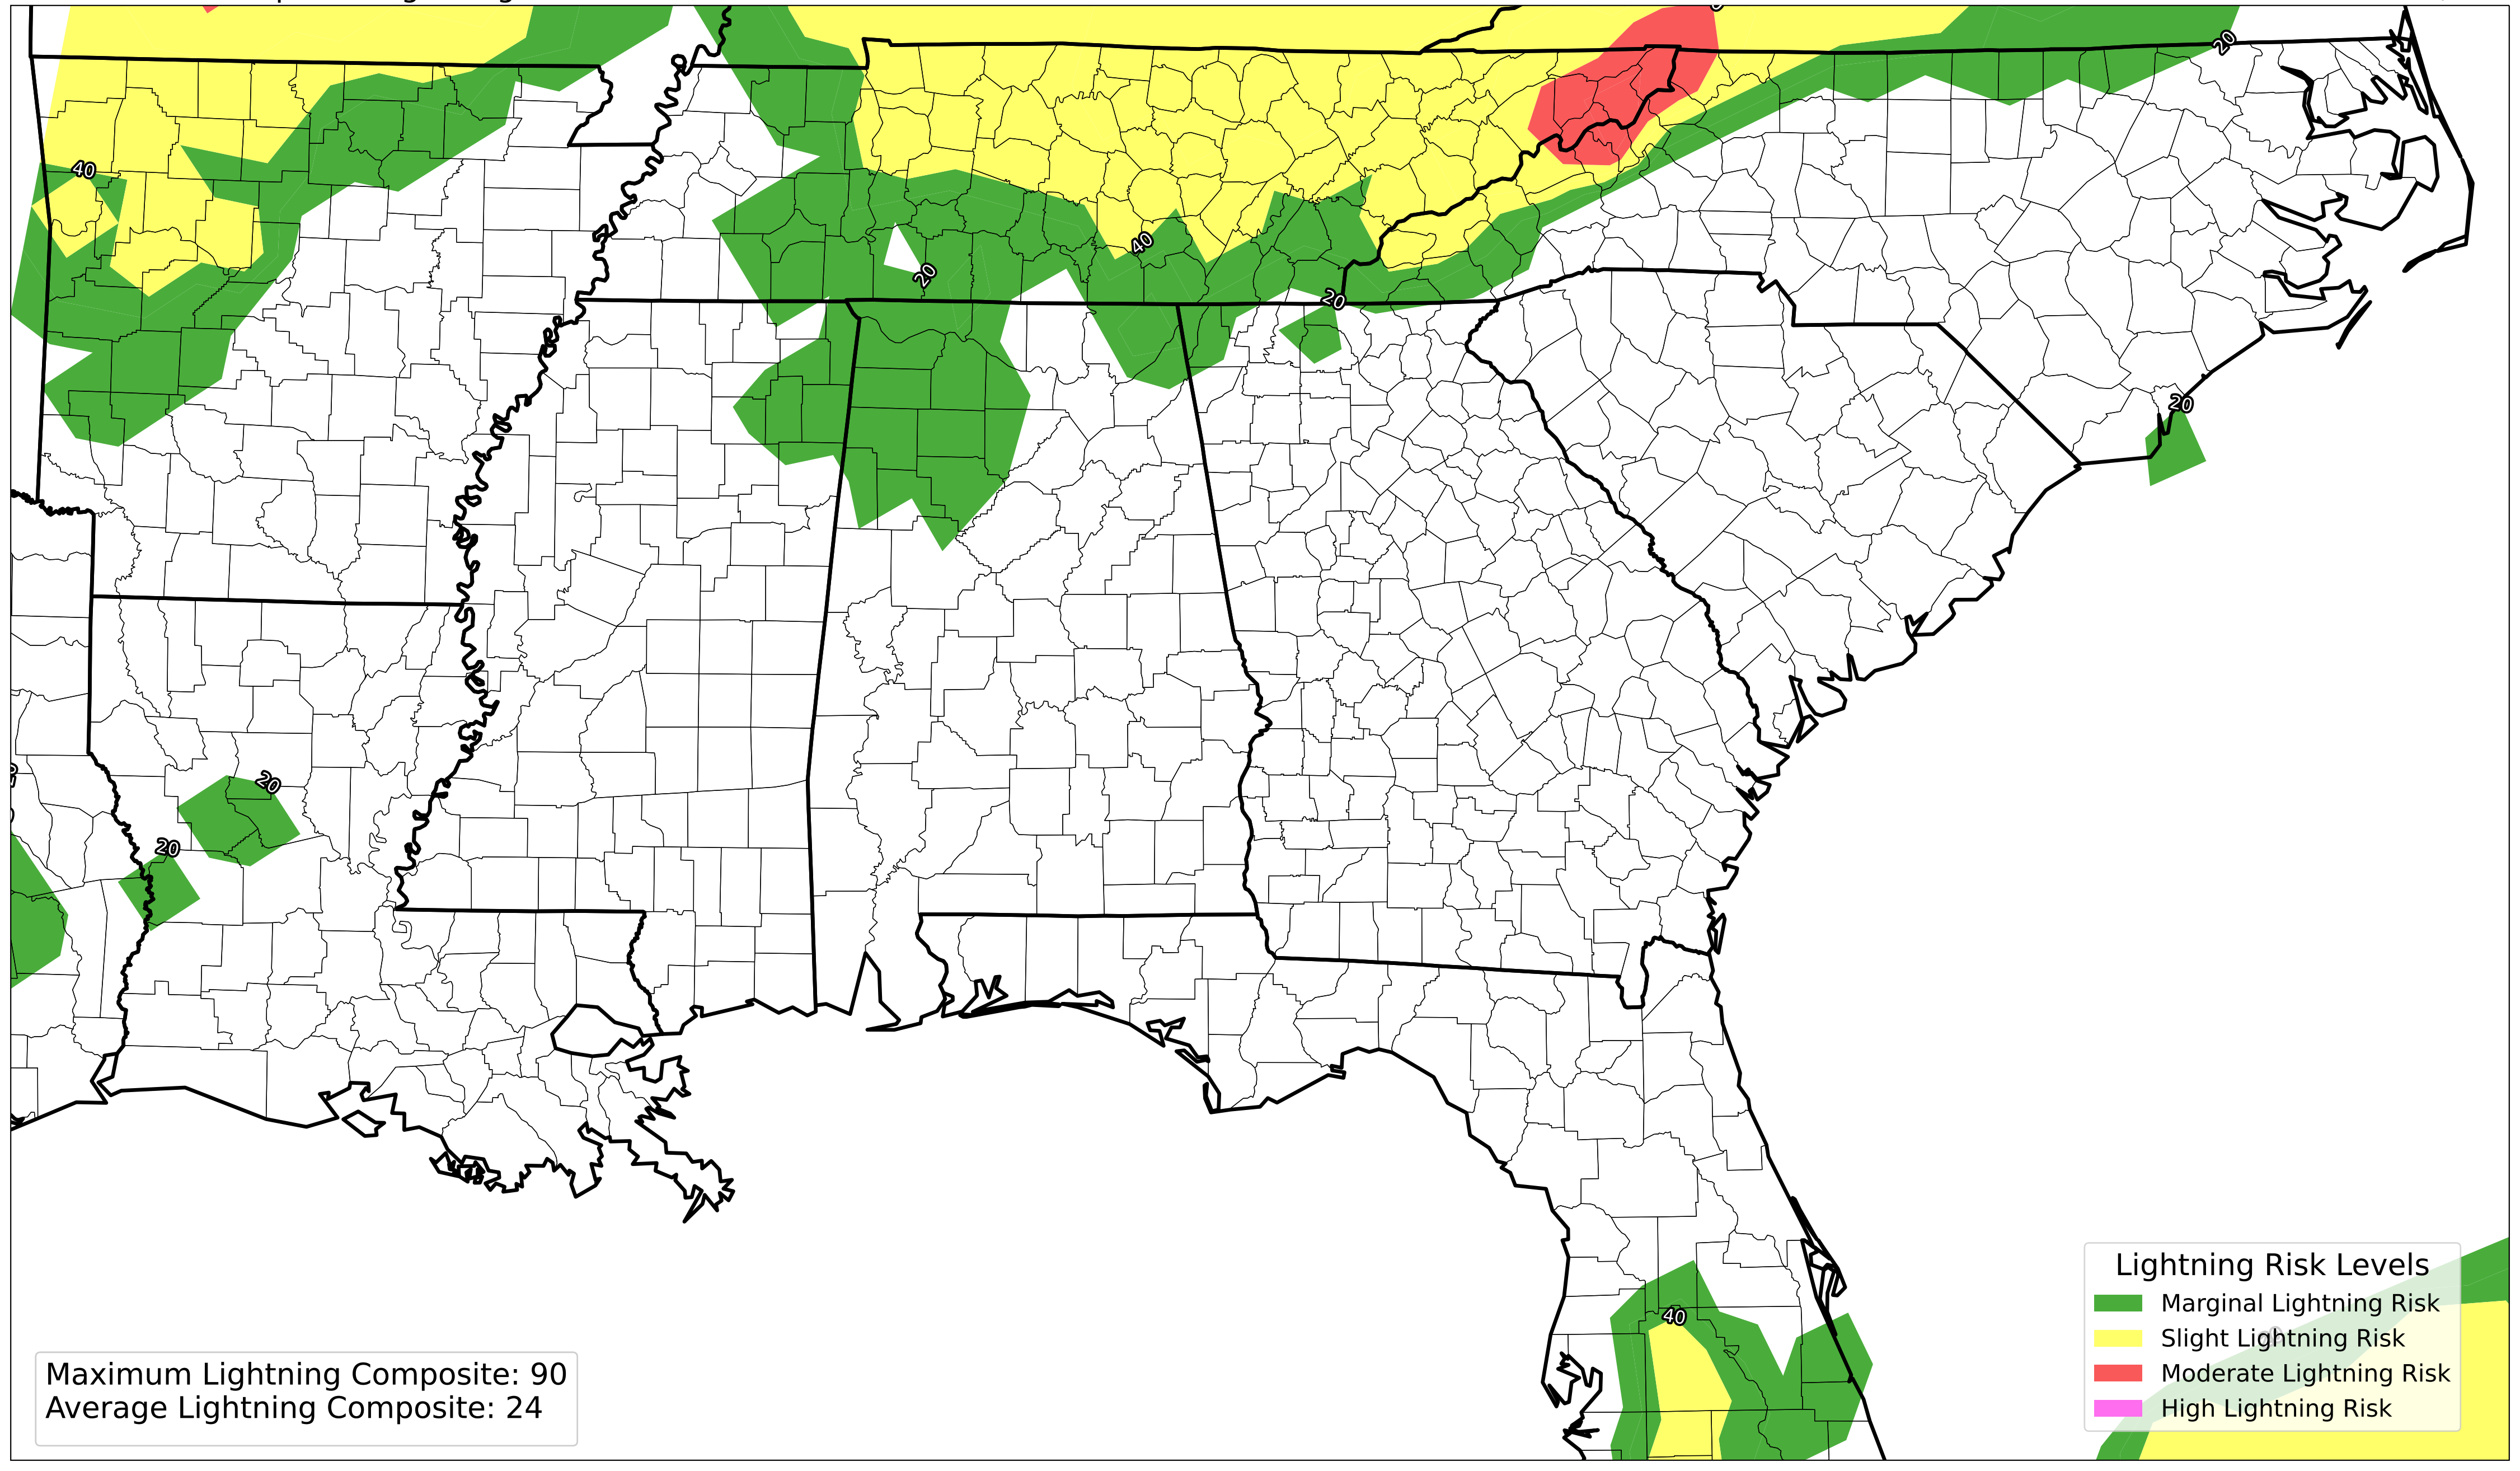 20
40
40
20
20
20
20
20
40
Lightning Risk Levels
Marginal Lightning Risk
Slight Lightning Risk
Moderate Lightning Risk
High Lightning Risk
Maximum Lightning Composite: 90
Average Lightning Composite: 24